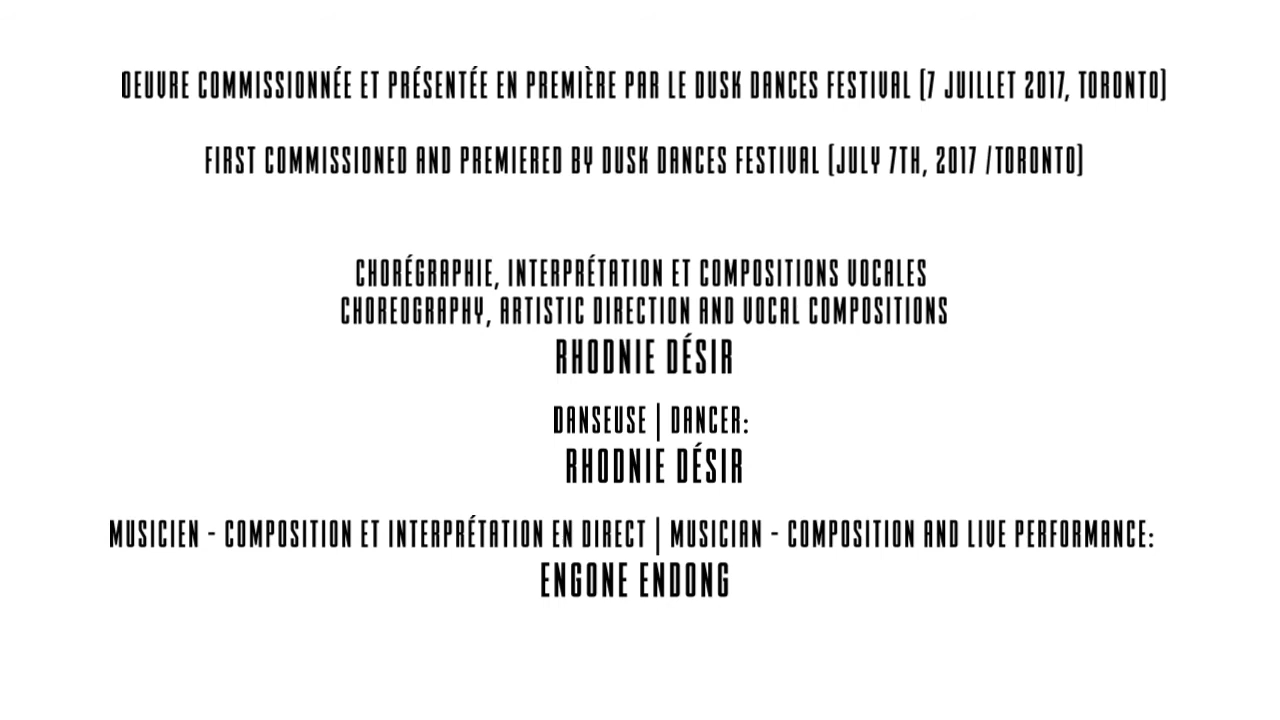 OEUVRE COMMISSIONNÉE ET PRÉSENTÉE EN PREMIÈRE PAR LE DUSK DANCES FESTIVAL (7 JUILLET 2017, TORONTO)
FIRST COMMISSIONED AND PREMIERED BY DUSK DANCES FESTIVAL (JULY 7TH, 2017 /TORONTO)
CHORÉGRAPHIE, INTERPRÉTATION ET COMPOSITIONS VOCALES
CHOREOGRAPHY, ARTISTIC DIRECTION AND VOCAL COMPOSITIONS
RHODNIE DÉSIR
DANSEUSE | DANCER:
RHODNIE DÉSIR
MUSICIEN - COMPOSITION ET INTERPRÉTATION EN DIRECT | MUSICIAN - COMPOSITION AND LIVE PERFORMANCE:
ENGONE ENDONG